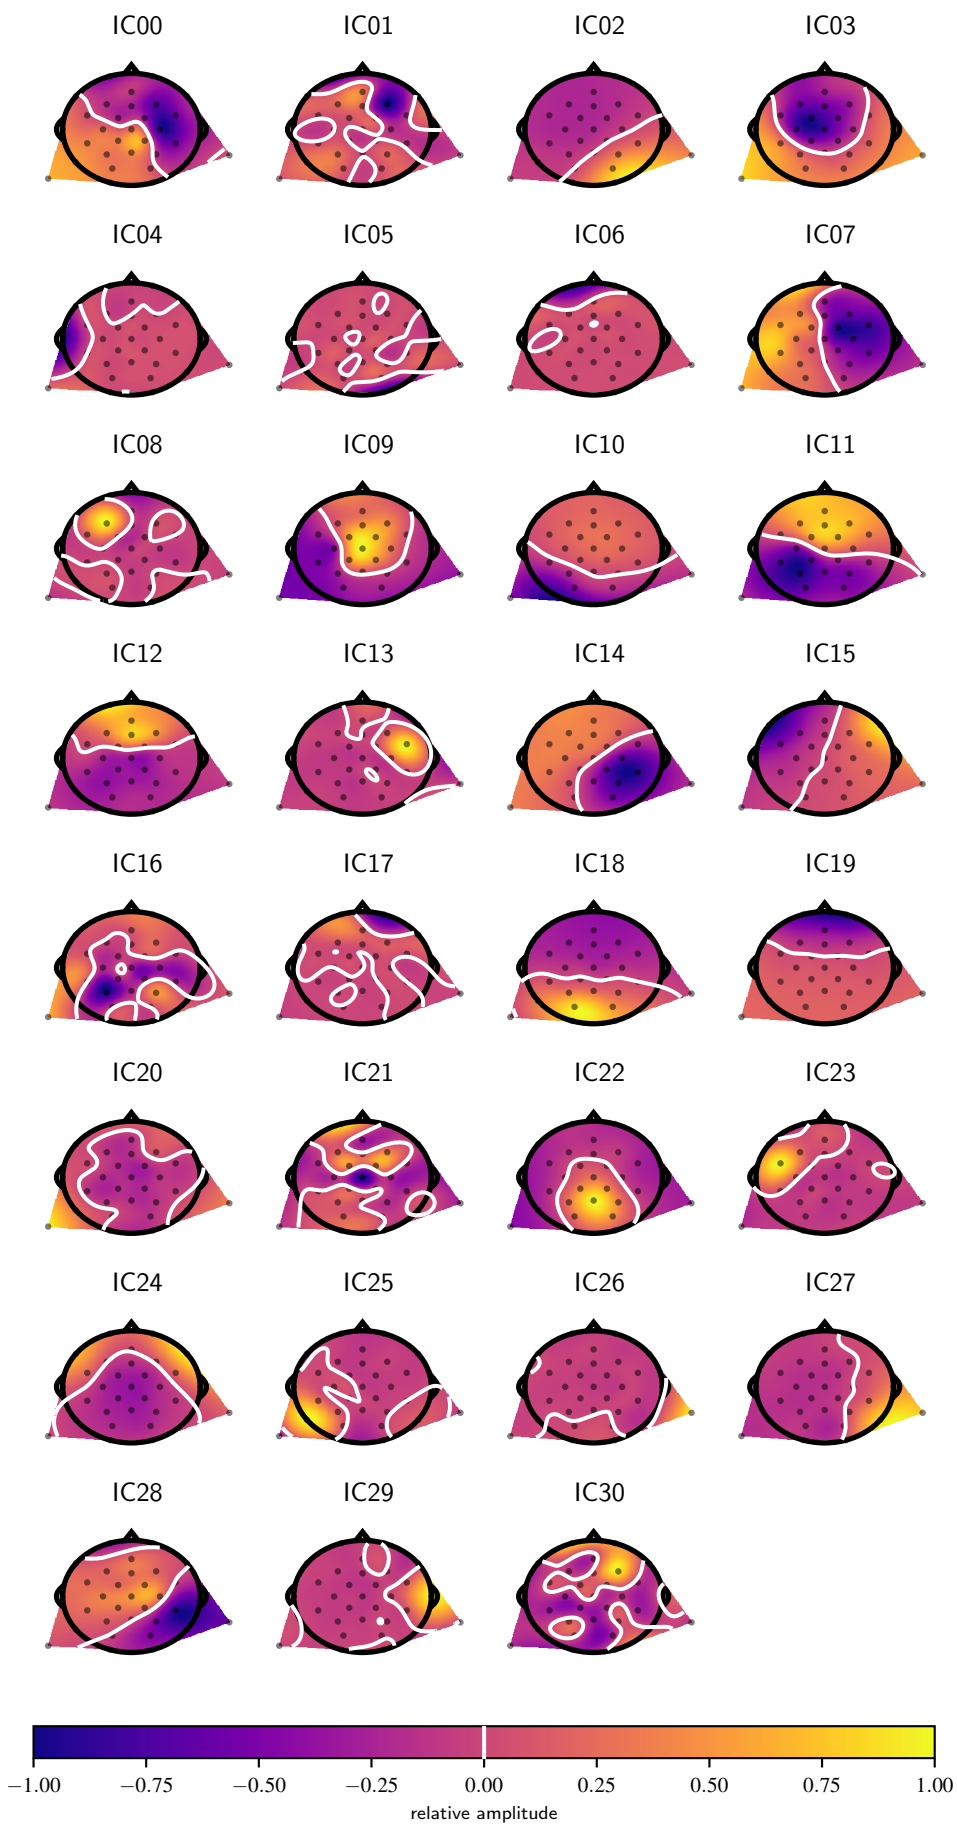 IC00 IC01 IC02 IC03
IC04 IC05 IC06 IC07
IC08 IC09 IC10 IC11
IC12 IC13 IC14 IC15
IC16 IC17 IC18 IC19
IC20 IC21 IC22 IC23
IC24 IC25 IC26 IC27
IC28 IC29 IC30
−1.00 −0.75 −0.50 −0.25 0.00 0.25 0.50 0.75 1.00
relative amplitude